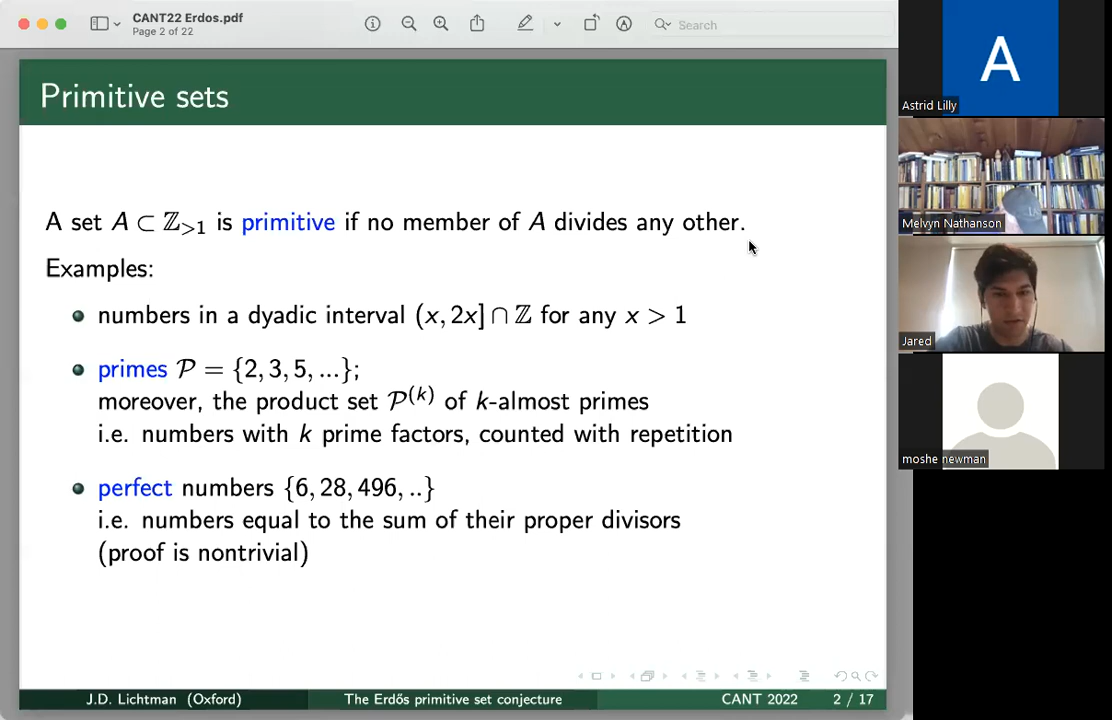 CANT22 Erdos.pdf
Page 2 of 22
Search
Primitive sets
A set A ⊂ ℤ>1 is primitive if no member of A divides any other.
Examples:
numbers in a dyadic interval (x, 2x] ∩ ℤ for any x > 1
primes 𝒫 = {2, 3, 5, ...};
moreover, the product set 𝒫^(k) of k-almost primes
i.e. numbers with k prime factors, counted with repetition
perfect numbers {6, 28, 496, ..}
i.e. numbers equal to the sum of their proper divisors
(proof is nontrivial)
J.D. Lichtman (Oxford) The Erdős primitive set conjecture CANT 2022 2 / 17
A
Astrid Lilly
Melvyn Nathanson
Jared
moshe newman